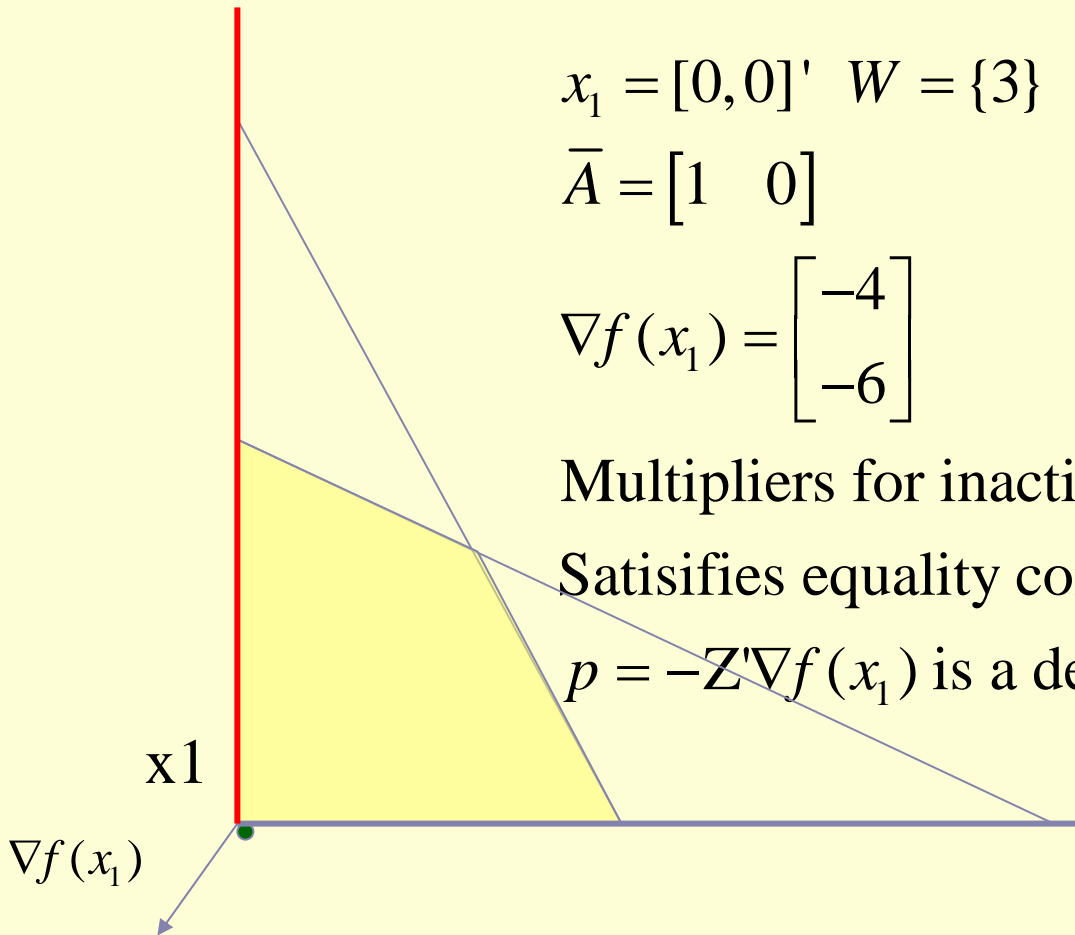 x₁ = [0,0]' W = {3}
A̅ = [1 0]
∇f(x₁) = [−4
−6]
Multipliers for inacti
Satisifies equality co
p = −Z'∇f(x₁) is a de
x1
∇f(x₁)